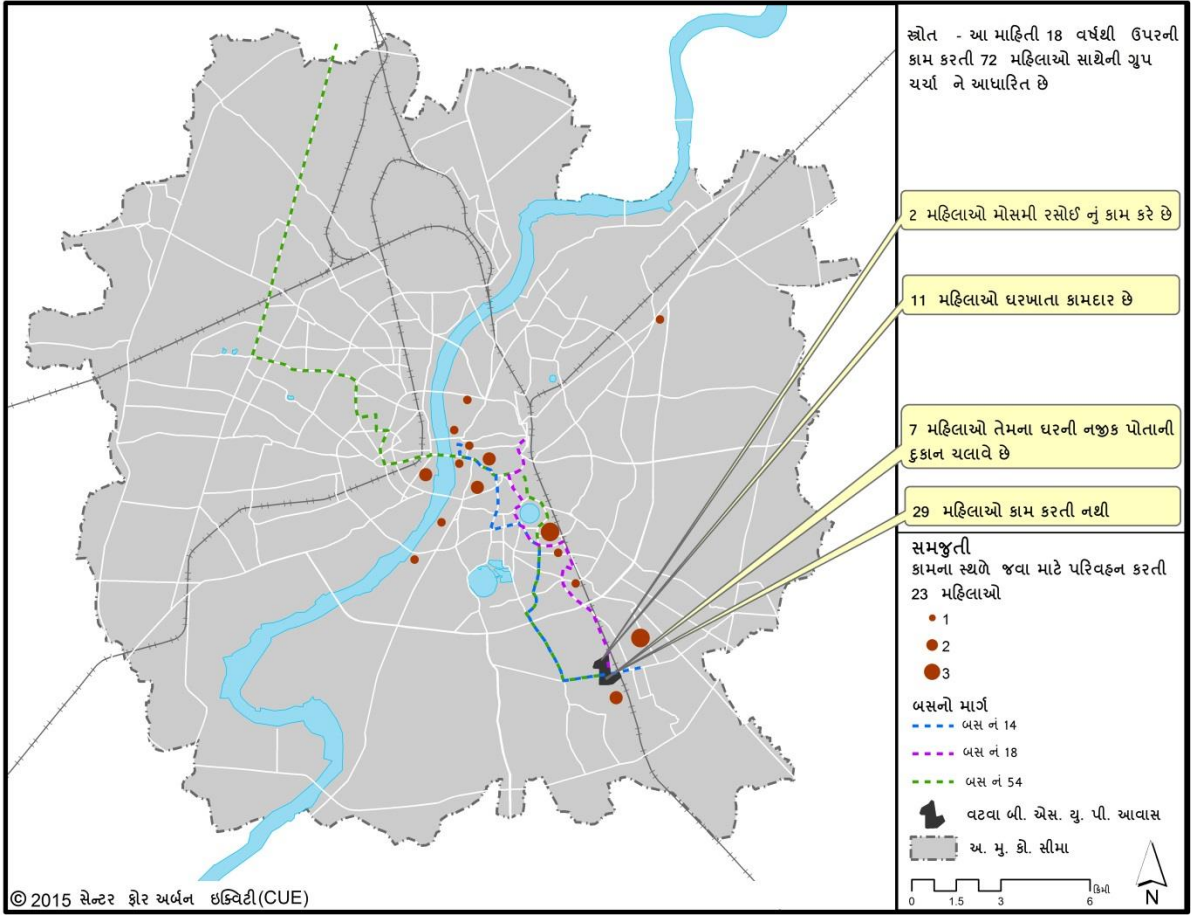 સ્ત્રોત - આ માહિતી 18 વર્ષથી ઉપરની
કામ કરતી 72 મહિલાઓ સાથેની ગ્રુપ
ચર્ચા ને આધારિત છે
2 મહિલાઓ મોસમી રસોઈ નું કામ કરે છે
11 મહિલાઓ ઘરખાતા કામદાર છે
7 મહિલાઓ તેમના ઘરની નજીક પોતાની
દુકાન ચલાવે છે
29 મહિલાઓ કામ કરતી નથી
સમજુતી
કામના સ્થળે જવા માટે પરિવહન કરતી
23 મહિલાઓ
1
2
3
બસનો માર્ગ
બસ નં 14
બસ નં 18
બસ નં 54
વટવા બી. એસ. યુ. પી. આવાસ
અ. મુ. કો. સીમા
કિમી
0 1.5 3 6
N
© 2015 સેન્ટર ફોર અર્બન ઇક્વિટી(CUE)